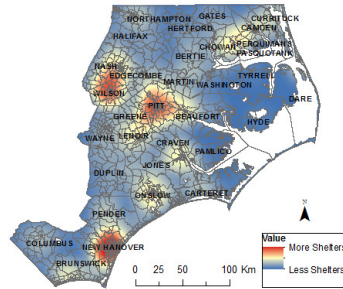 NORTHAMPTON
GATES
CURRITUCK
CAMDEN
HERTFORD
HALIFAX
CHOWAN
PERQUIMANS
PASQUOTANK
BERTIE
NASH
EDGECOMBE
MARTIN
WASHINGTON
TYRRELL
WILSON
DARE
PITT
GREENE
BEAUFORT
HYDE
WAYNE
LENOIR
CRAVEN
PAMLICO
JONES
DUPLIN
ONSLOW
CARTERET
PENDER
COLUMBUS
NEW HANOVER
BRUNSWICK
N
Value
More Shelters
Less Shelters
0 25 50 100 Km